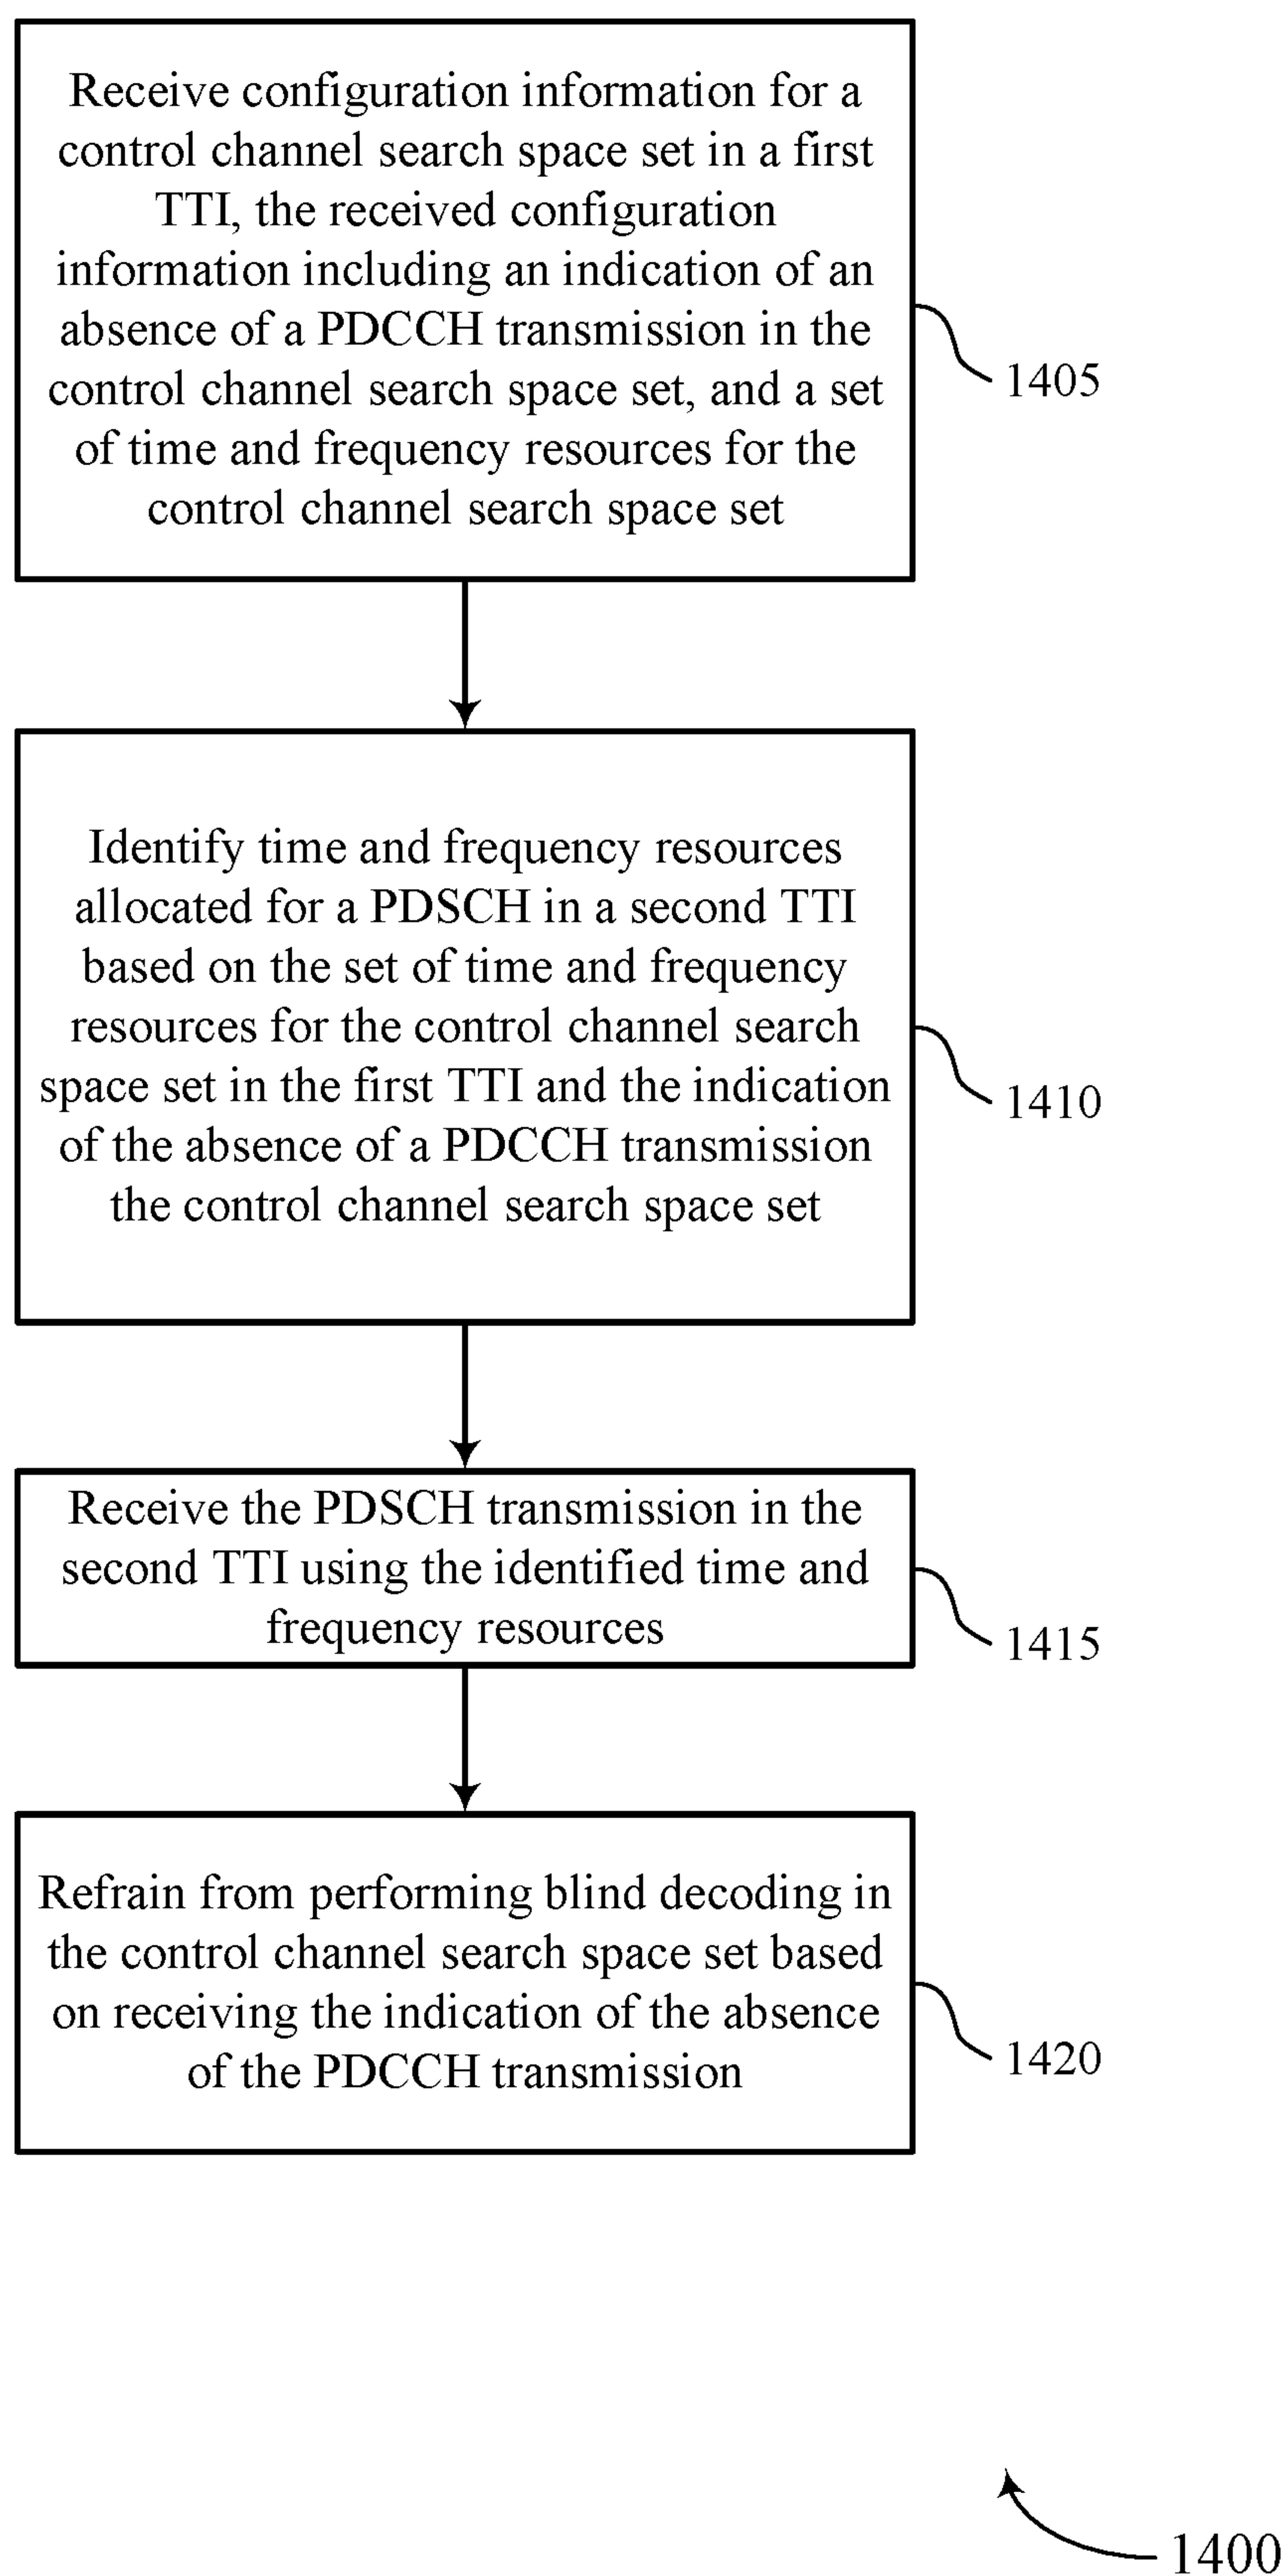 Receive configuration information for a
control channel search space set in a first
TTI, the received configuration
information including an indication of an
absence of a PDCCH transmission in the
control channel search space set, and a set
of time and frequency resources for the
control channel search space set
1405
Identify time and frequency resources
allocated for a PDSCH in a second TTI
based on the set of time and frequency
resources for the control channel search
space set in the first TTI and the indication
of the absence of a PDCCH transmission
the control channel search space set
1410
Receive the PDSCH transmission in the
second TTI using the identified time and
frequency resources
1415
Refrain from performing blind decoding in
the control channel search space set based
on receiving the indication of the absence
of the PDCCH transmission
1420
1400